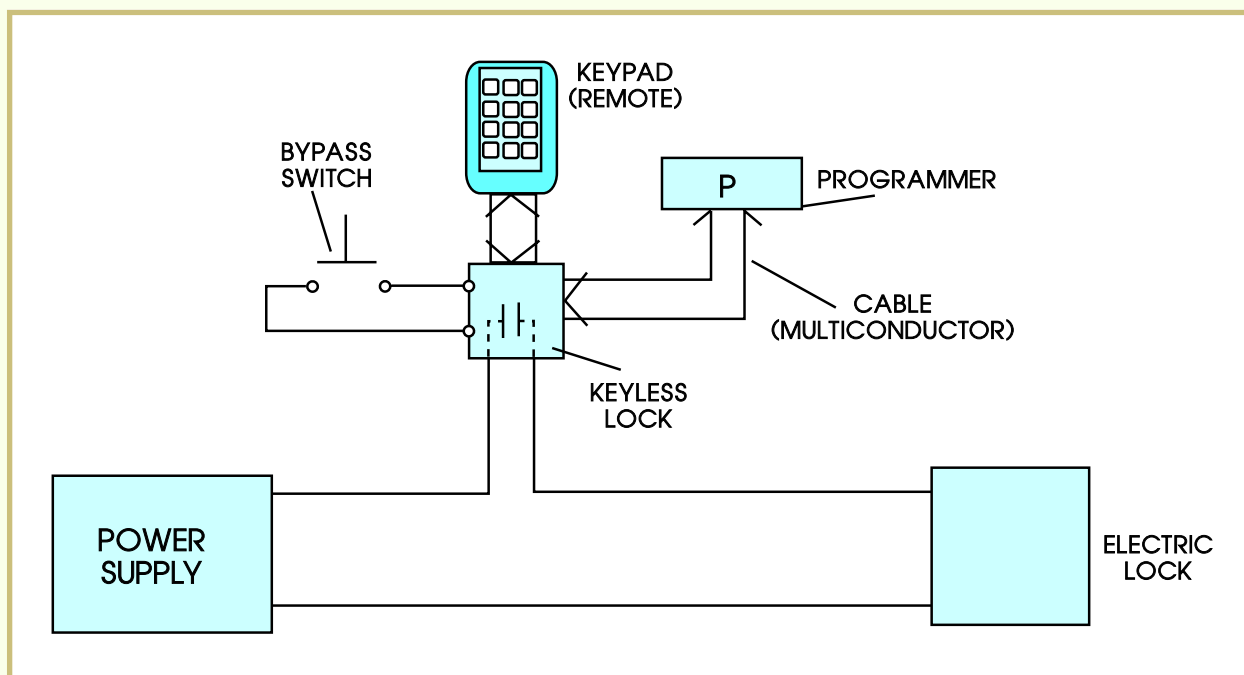 KEYPAD
(REMOTE)
BYPASS
SWITCH
P
PROGRAMMER
CABLE
(MULTICONDUCTOR)
KEYLESS
LOCK
POWER
SUPPLY
ELECTRIC
LOCK